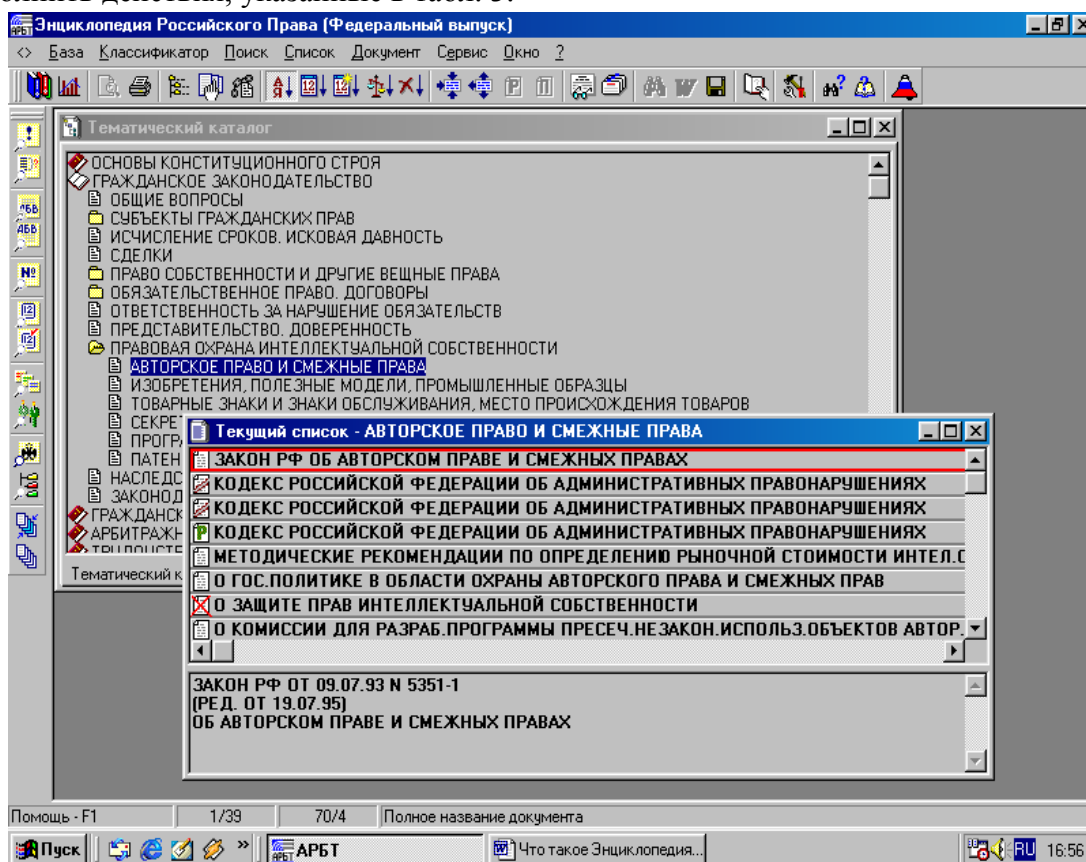 олнить действия, указанные в табл. 3.
АРБТ
Энциклопедия Российского Права (Федеральный выпуск)
<> База Классификатор Поиск Список Документ Сервис Окно ?
Тематический каталог
ОСНОВЫ КОНСТИТУЦИОННОГО СТРОЯ
ГРАЖДАНСКОЕ ЗАКОНОДАТЕЛЬСТВО
ОБЩИЕ ВОПРОСЫ
СУБЪЕКТЫ ГРАЖДАНСКИХ ПРАВ
ИСЧИСЛЕНИЕ СРОКОВ. ИСКОВАЯ ДАВНОСТЬ
СДЕЛКИ
ПРАВО СОБСТВЕННОСТИ И ДРУГИЕ ВЕЩНЫЕ ПРАВА
ОБЯЗАТЕЛЬСТВЕННОЕ ПРАВО. ДОГОВОРЫ
ОТВЕТСТВЕННОСТЬ ЗА НАРУШЕНИЕ ОБЯЗАТЕЛЬСТВ
ПРЕДСТАВИТЕЛЬСТВО. ДОВЕРЕННОСТЬ
ПРАВОВАЯ ОХРАНА ИНТЕЛЛЕКТУАЛЬНОЙ СОБСТВЕННОСТИ
АВТОРСКОЕ ПРАВО И СМЕЖНЫЕ ПРАВА
ИЗОБРЕТЕНИЯ, ПОЛЕЗНЫЕ МОДЕЛИ, ПРОМЫШЛЕННЫЕ ОБРАЗЦЫ
ТОВАРНЫЕ ЗНАКИ И ЗНАКИ ОБСЛУЖИВАНИЯ, МЕСТО ПРОИСХОЖДЕНИЯ ТОВАРОВ
СЕКРЕТ
ПРОГРА
ПАТЕН
НАСЛЕДС
ЗАКОНОД
ГРАЖДАНСК
АРБИТРАЖН
Тематический к
Текущий список - АВТОРСКОЕ ПРАВО И СМЕЖНЫЕ ПРАВА
ЗАКОН РФ ОБ АВТОРСКОМ ПРАВЕ И СМЕЖНЫХ ПРАВАХ
КОДЕКС РОССИЙСКОЙ ФЕДЕРАЦИИ ОБ АДМИНИСТРАТИВНЫХ ПРАВОНАРУШЕНИЯХ
КОДЕКС РОССИЙСКОЙ ФЕДЕРАЦИИ ОБ АДМИНИСТРАТИВНЫХ ПРАВОНАРУШЕНИЯХ
КОДЕКС РОССИЙСКОЙ ФЕДЕРАЦИИ ОБ АДМИНИСТРАТИВНЫХ ПРАВОНАРУШЕНИЯХ
МЕТОДИЧЕСКИЕ РЕКОМЕНДАЦИИ ПО ОПРЕДЕЛЕНИЮ РЫНОЧНОЙ СТОИМОСТИ ИНТЕЛ.С
О ГОС.ПОЛИТИКЕ В ОБЛАСТИ ОХРАНЫ АВТОРСКОГО ПРАВА И СМЕЖНЫХ ПРАВ
О ЗАЩИТЕ ПРАВ ИНТЕЛЛЕКТУАЛЬНОЙ СОБСТВЕННОСТИ
О КОМИССИИ ДЛЯ РАЗРАБ.ПРОГРАММЫ ПРЕСЕЧ.НЕЗАКОН.ИСПОЛЬЗ.ОБЪЕКТОВ АВТОР.
ЗАКОН РФ ОТ 09.07.93 N 5351-1
(РЕД. ОТ 19.07.95)
ОБ АВТОРСКОМ ПРАВЕ И СМЕЖНЫХ ПРАВАХ
Помощь - F1 1/39 70/4 Полное название документа
Пуск » АРБТ Что такое Энциклопедия... RU 16:56